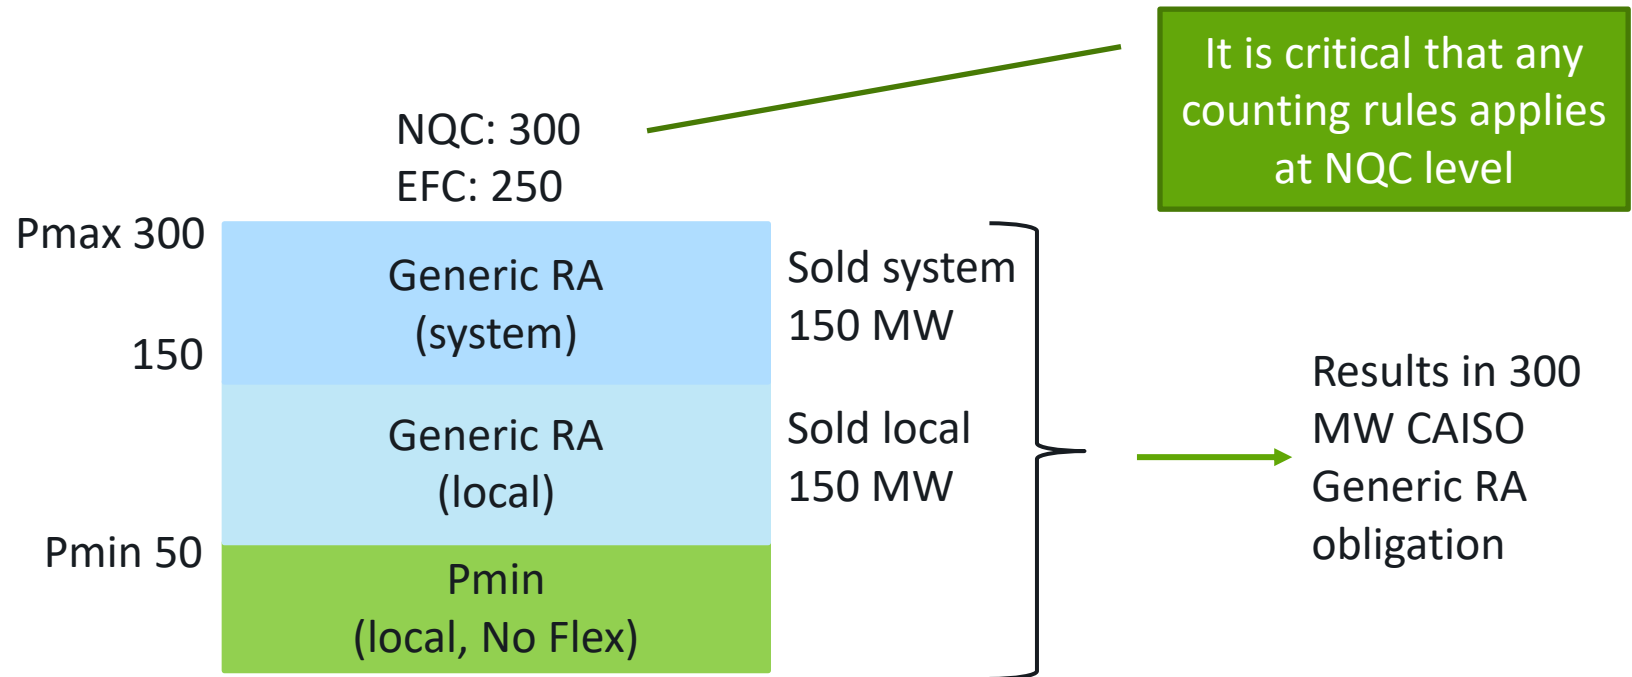 It is critical that any
counting rules applies
at NQC level
NQC: 300
EFC: 250
Pmax 300
150
Pmin 50
Generic RA
(system)
Generic RA
(local)
Pmin
(local, No Flex)
Sold system
150 MW
Sold local
150 MW
Results in 300
MW CAISO
Generic RA
obligation